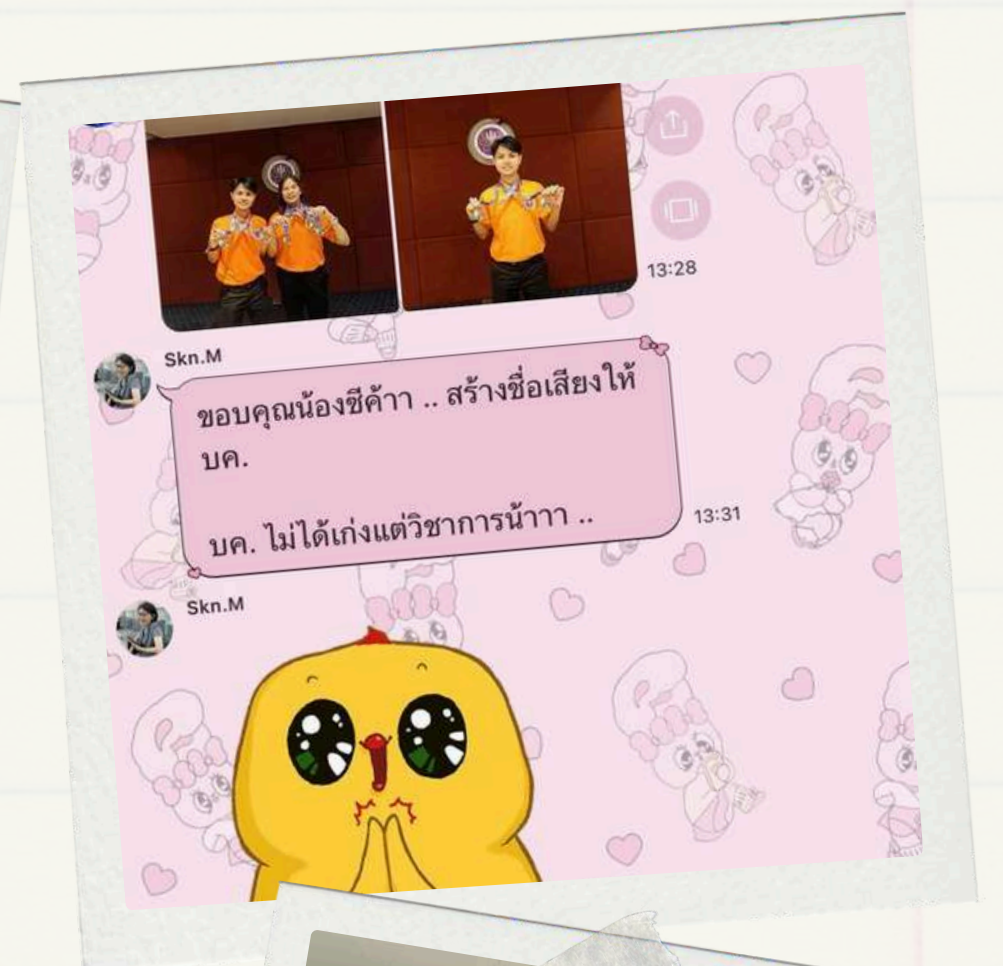 13:28
Skn.M
ขอบคุณน้องซีค้าา .. สร้างชื่อเสียงให้
บค.
บค. ไม่ได้เก่งแต่วิชาการน้าาา ..
13:31
Skn.M